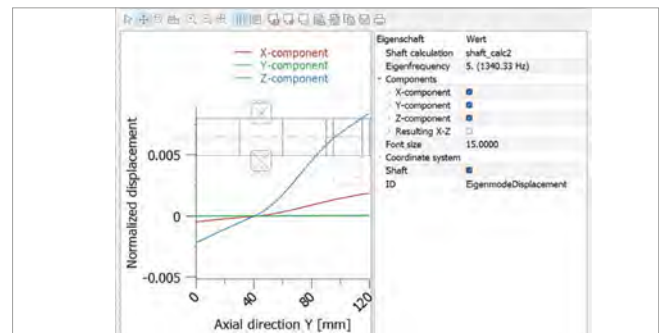 X-component
Y-component
Z-component
Normalized displacement
0.005
0
-0.005
0
40
80
120
Axial direction Y [mm]
Eigenschaft Wert
Shaft calculation shaft_calc2
Eigenfrequency 5. (1340.33 Hz)
Components
X-component
Y-component
Z-component
Resulting X-Z
Font size 15.0000
Coordinate system
Shaft
ID EigenmodeDisplacement